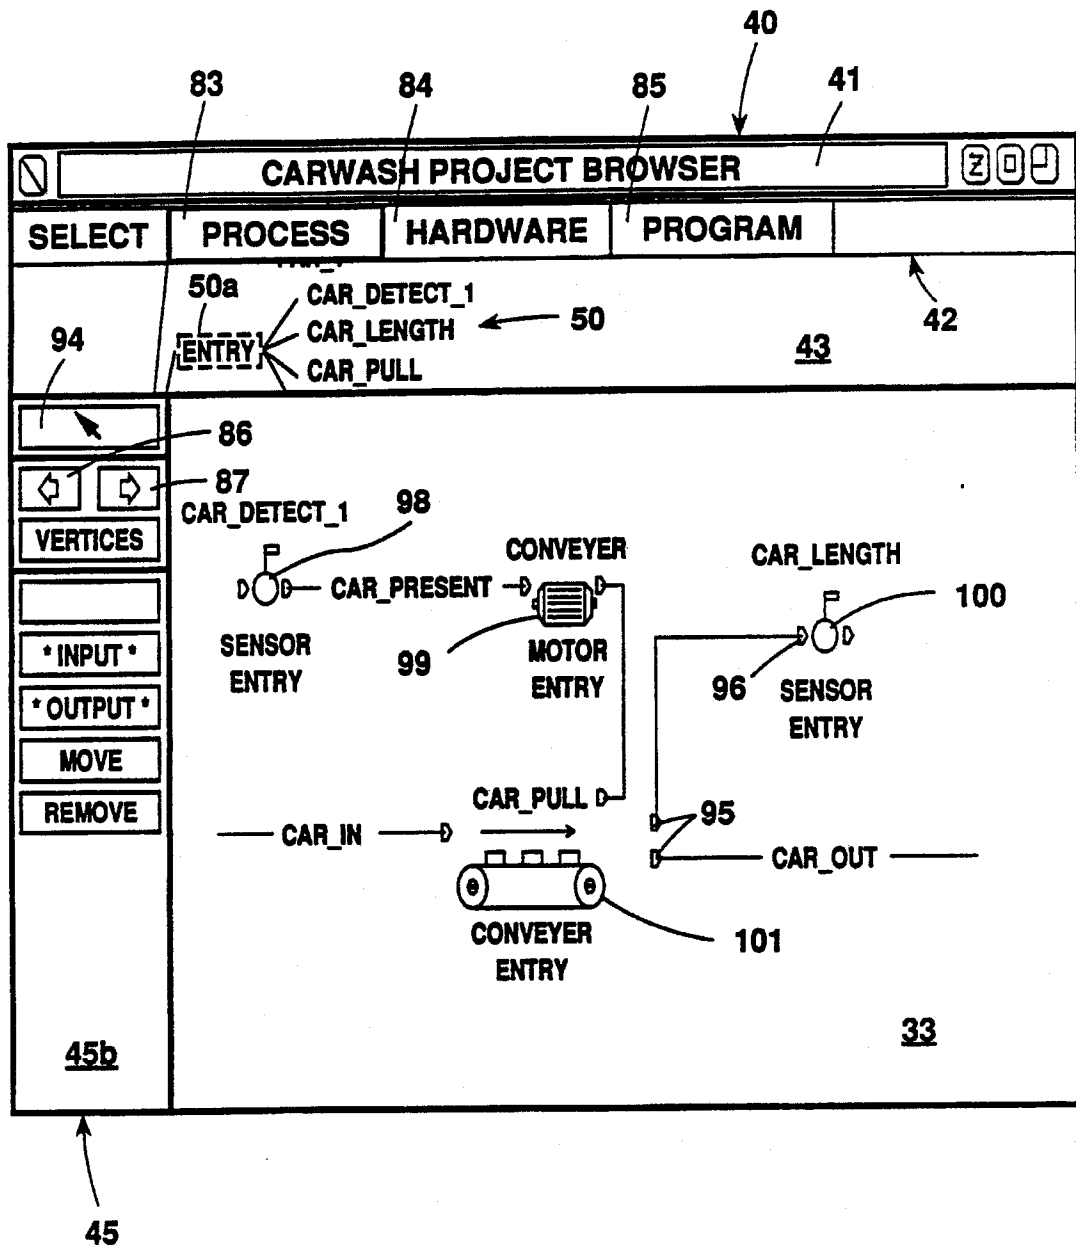 40
83
84
85
41
CARWASH PROJECT BROWSER
Z
SELECT
PROCESS
HARDWARE
PROGRAM
50a
CAR_DETECT_1
50
42
94
ENTRY
CAR_LENGTH
43
CAR_PULL
86
87
CAR_DETECT_1
98
VERTICES
CONVEYER
CAR_LENGTH
CAR_PRESENT
100
* INPUT *
SENSOR
ENTRY
99
MOTOR
ENTRY
96
SENSOR
ENTRY
* OUTPUT *
MOVE
REMOVE
CAR_PULL
95
CAR_IN
CAR_OUT
CONVEYER
ENTRY
101
45b
33
45